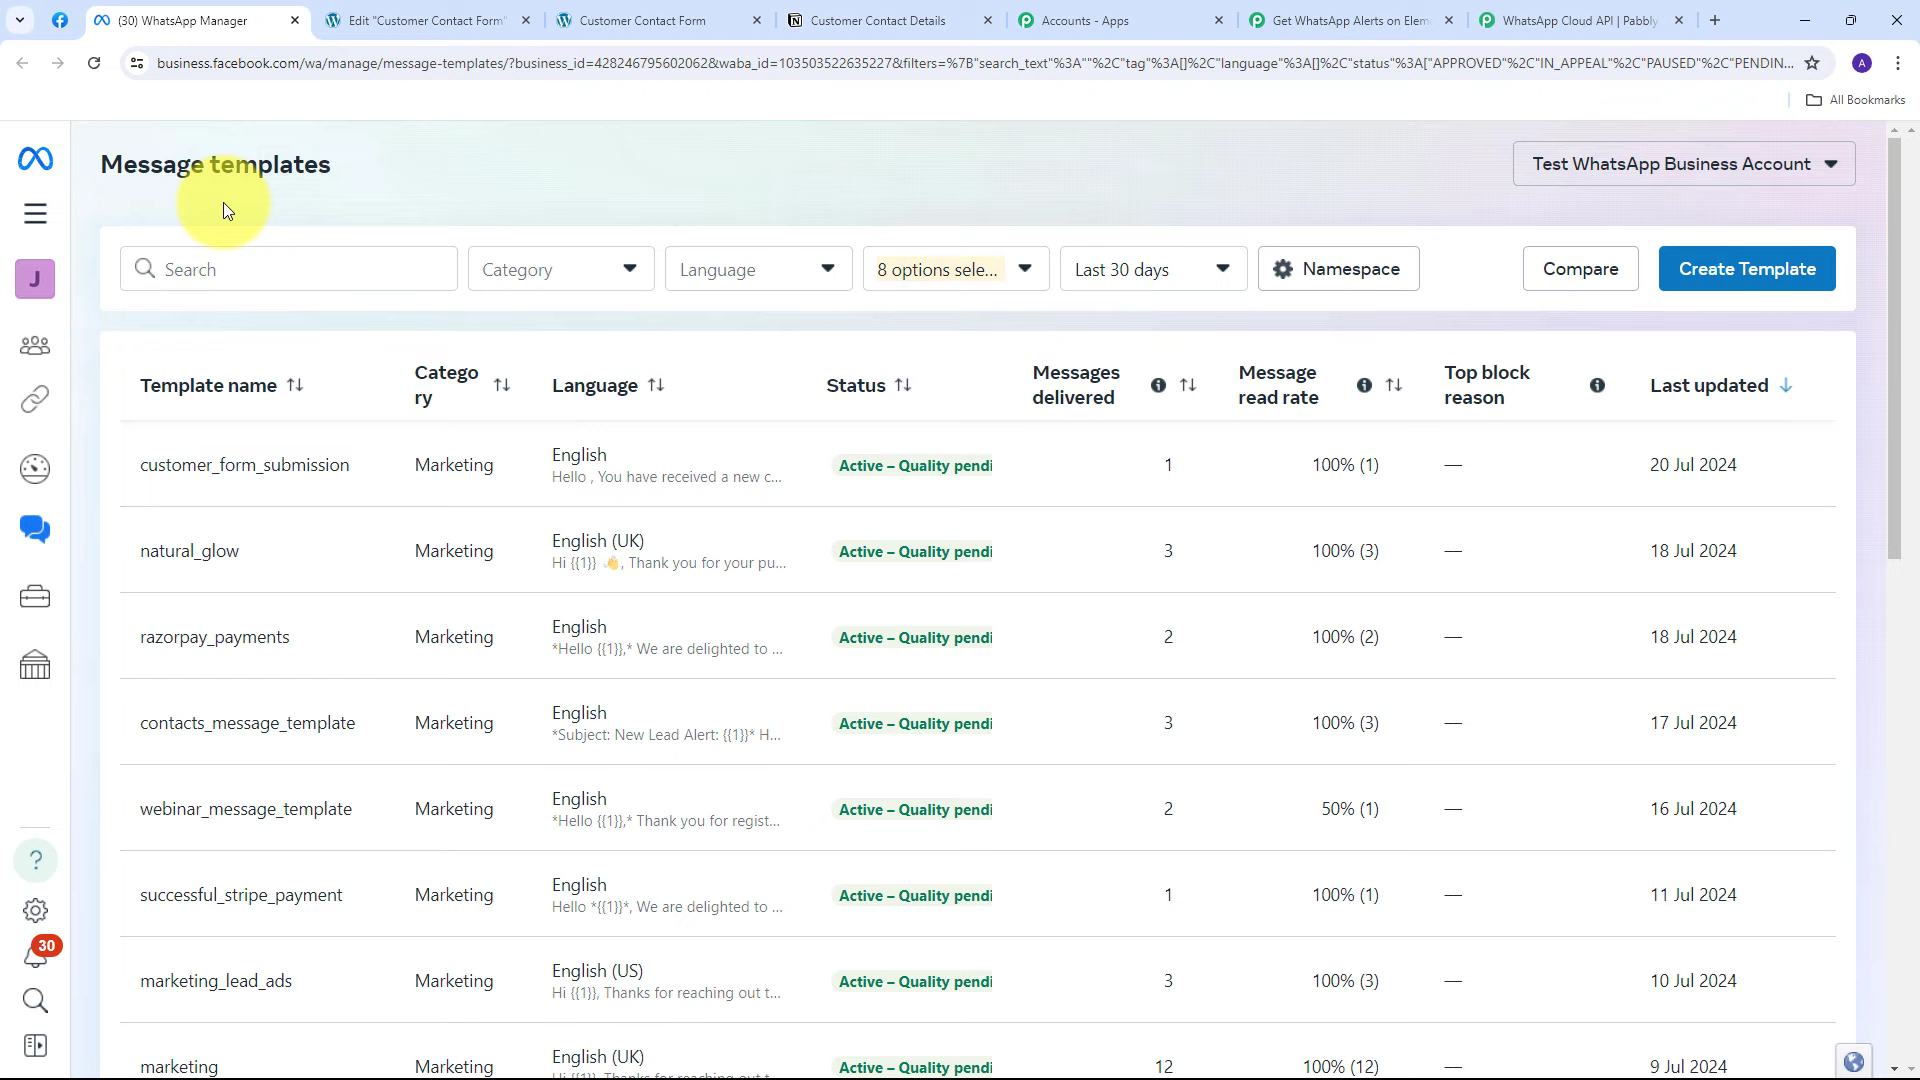 (30) WhatsApp Manager
Edit "Customer Contact Form"
Customer Contact Form
Customer Contact Details
Accounts - Apps
Get WhatsApp Alerts on Elem
WhatsApp Cloud API | Pabbly
business.facebook.com/wa/manage/message-templates/?business_id=428246795602062&waba_id=103503522635227&filters=%7B"search_text"%3A""%2C"tag"%3A[]%2C"language"%3A[]%2C"status"%3A["APPROVED"%2C"IN_APPEAL"%2C"PAUSED"%2C"PENDIN...
A
All Bookmarks
Message templates
Test WhatsApp Business Account
J
Search
Category
Language
8 options sele...
Last 30 days
Namespace
Compare
Create Template
Template name
Catego
ry
Language
Status
Messages
delivered
Message
read rate
Top block
reason
Last updated
customer_form_submission Marketing English Active – Quality pendi 1 100% (1) — 20 Jul 2024
Hello , You have received a new c...
natural_glow Marketing English (UK) Active – Quality pendi 3 100% (3) — 18 Jul 2024
Hi {{1}} 👋, Thank you for your pu...
razorpay_payments Marketing English Active – Quality pendi 2 100% (2) — 18 Jul 2024
*Hello {{1}},* We are delighted to ...
contacts_message_template Marketing English Active – Quality pendi 3 100% (3) — 17 Jul 2024
*Subject: New Lead Alert: {{1}}* H...
webinar_message_template Marketing English Active – Quality pendi 2 50% (1) — 16 Jul 2024
*Hello {{1}},* Thank you for regist...
successful_stripe_payment Marketing English Active – Quality pendi 1 100% (1) — 11 Jul 2024
Hello *{{1}}*, We are delighted to ...
marketing_lead_ads Marketing English (US) Active – Quality pendi 3 100% (3) — 10 Jul 2024
Hi {{1}}, Thanks for reaching out t...
marketing Marketing English (UK) Active – Quality pendi 12 100% (12) — 9 Jul 2024
Hi {{1}}, Thanks for reaching out t
?
30